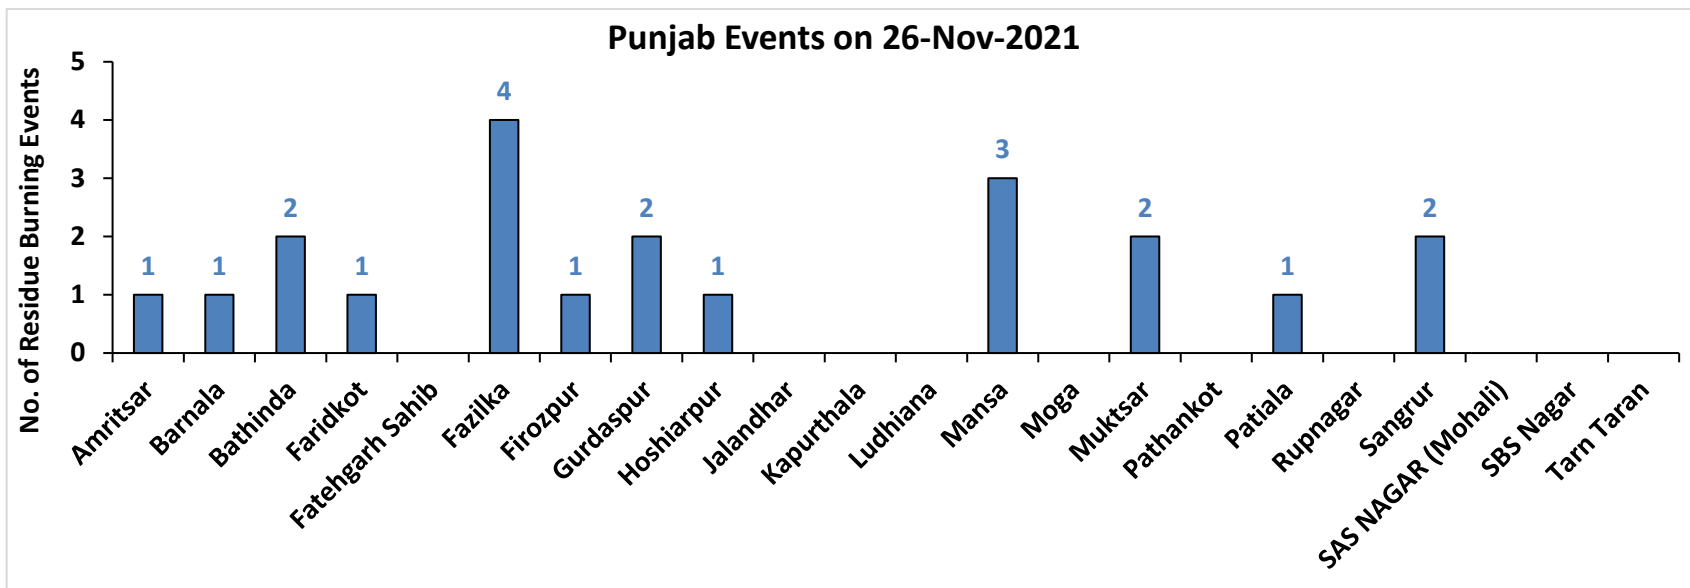 Punjab Events on 26-Nov-2021
No. of Residue Burning Events
5
4
3
2
1
0
1
1
2
1
4
1
2
1
3
2
1
2
Amritsar
Barnala
Bathinda
Faridkot
Fatehgarh Sahib
Fazilka
Firozpur
Gurdaspur
Hoshiarpur
Jalandhar
Kapurthala
Ludhiana
Mansa
Moga
Muktsar
Pathankot
Patiala
Rupnagar
Sangrur
SAS NAGAR (Mohali)
SBS Nagar
Tarn Taran